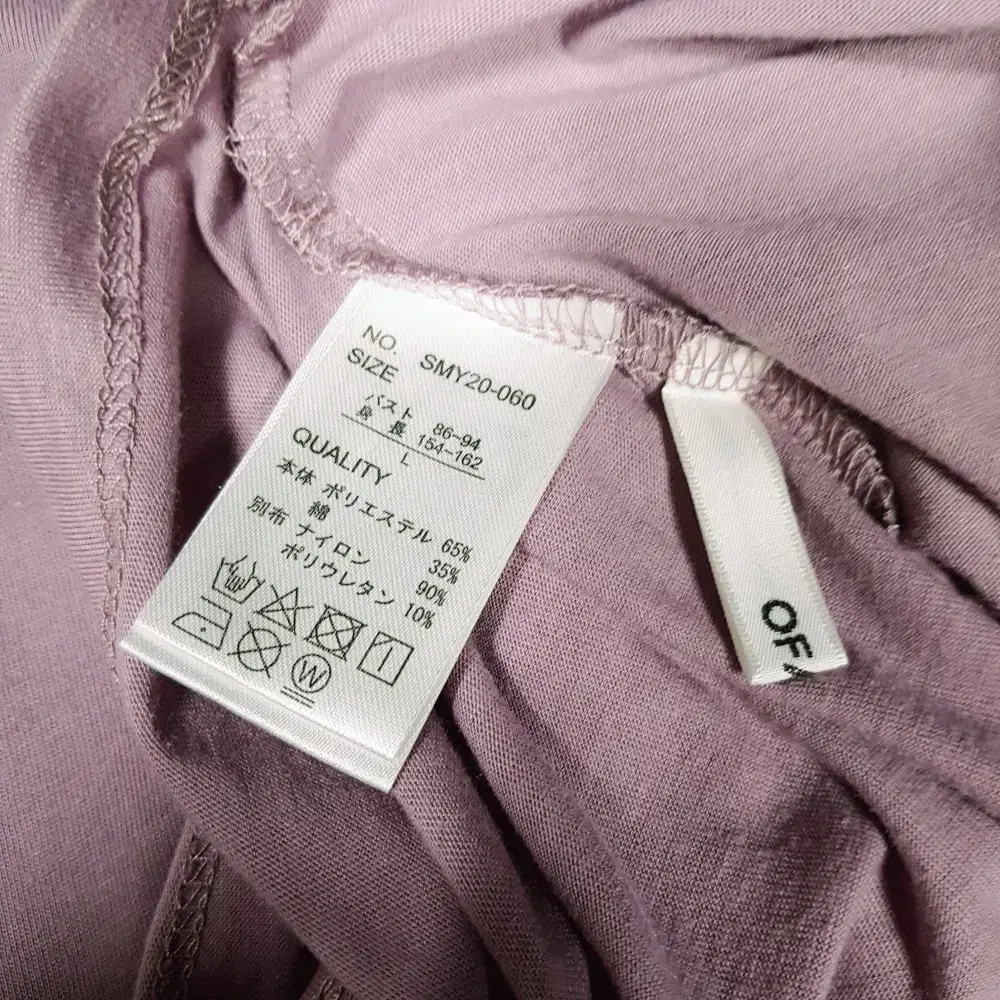 NO. SMY20-060
SIZE
バスト 86-94
身 長 154-162
L
QUALITY
本体 ポリエステル 65%
綿 35%
別布 ナイロン 90%
ポリウレタン 10%
W
OF